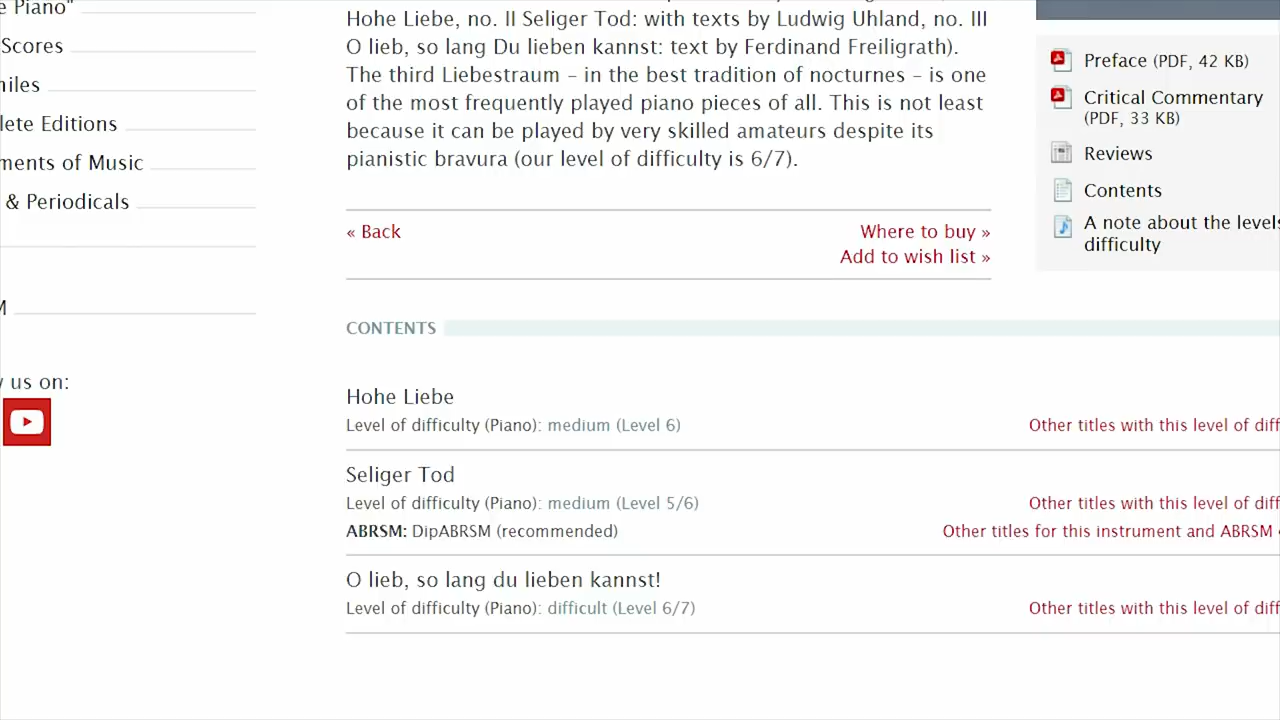 e Piano"
Scores
niles
lete Editions
ments of Music
& Periodicals
M
v us on:
Hohe Liebe, no. II Seliger Tod: with texts by Ludwig Uhland, no. III
O lieb, so lang Du lieben kannst: text by Ferdinand Freiligrath).
The third Liebestraum – in the best tradition of nocturnes – is one
of the most frequently played piano pieces of all. This is not least
because it can be played by very skilled amateurs despite its
pianistic bravura (our level of difficulty is 6/7).
« Back
Where to buy »
Add to wish list »
Preface (PDF, 42 KB)
Critical Commentary
(PDF, 33 KB)
Reviews
Contents
A note about the levels
difficulty
CONTENTS
Hohe Liebe
Level of difficulty (Piano): medium (Level 6)
Other titles with this level of diff
Seliger Tod
Level of difficulty (Piano): medium (Level 5/6)
Other titles with this level of diff
ABRSM: DipABRSM (recommended)
Other titles for this instrument and ABRSM
O lieb, so lang du lieben kannst!
Level of difficulty (Piano): difficult (Level 6/7)
Other titles with this level of diff